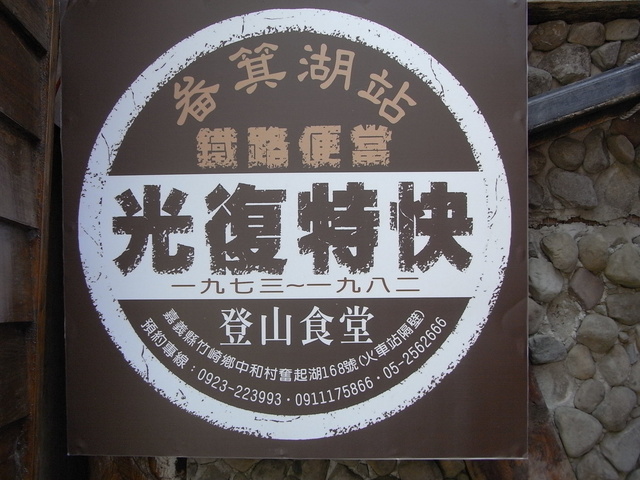 畚箕湖站
鐵路便當
光復特快
一九七三~一九八二
登山食堂
嘉義縣竹崎鄉中和村奮起湖168號(火車站隔壁)
預約專線：0923-223993・0911175866・05-2562666